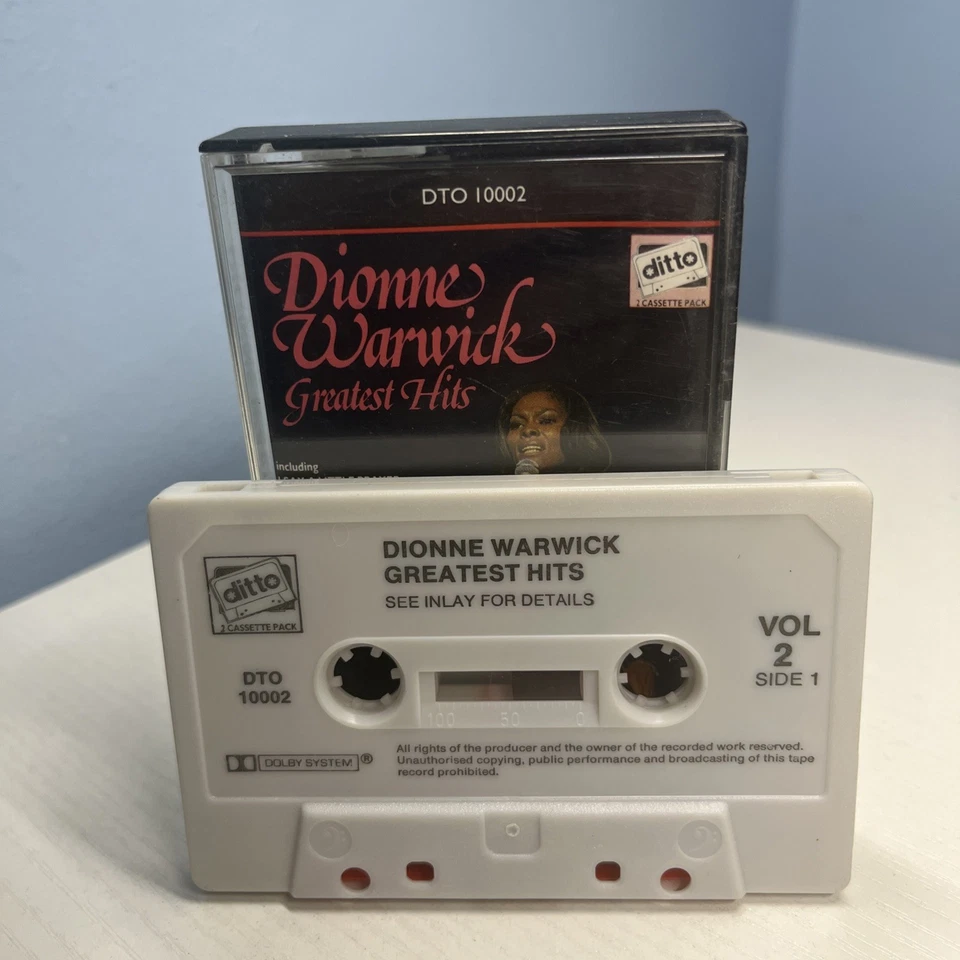 DTO 10002
Dionne
Warwick
Greatest Hits
ditto
2 CASSETTE PACK
including
ditto
2 CASSETTE PACK
DIONNE WARWICK
GREATEST HITS
SEE INLAY FOR DETAILS
DTO
10002
VOL
2
SIDE 1
100 50 0
DOLBY SYSTEM ®
All rights of the producer and the owner of the recorded work reserved.
Unauthorised copying, public performance and broadcasting of this tape
record prohibited.